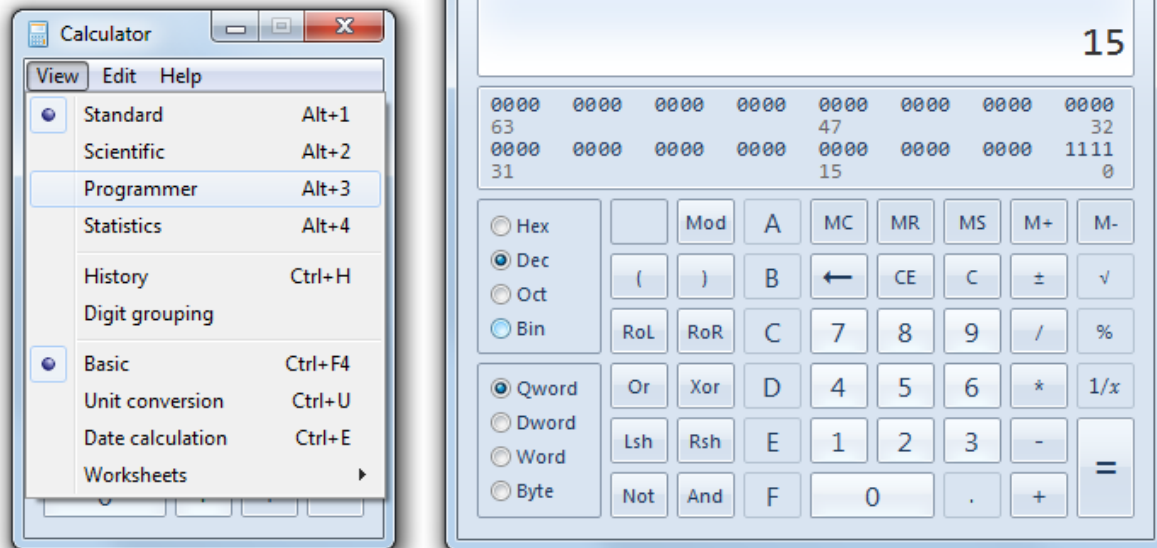 Calculator
View Edit Help
Standard Alt+1
Scientific Alt+2
Programmer Alt+3
Statistics Alt+4
History Ctrl+H
Digit grouping
Basic Ctrl+F4
Unit conversion Ctrl+U
Date calculation Ctrl+E
Worksheets
15
0000 0000 0000 0000 0000 0000 0000 0000
63 47 32
0000 0000 0000 0000 0000 0000 0000 1111
31 15 0
Hex Mod A MC MR MS M+ M-
Dec
( ) B ← CE C ± √
Oct
Bin RoL RoR C 7 8 9 / %
Qword Or Xor D 4 5 6 * 1/x
Dword
Lsh Rsh E 1 2 3 - =
Word
Byte Not And F 0 . +